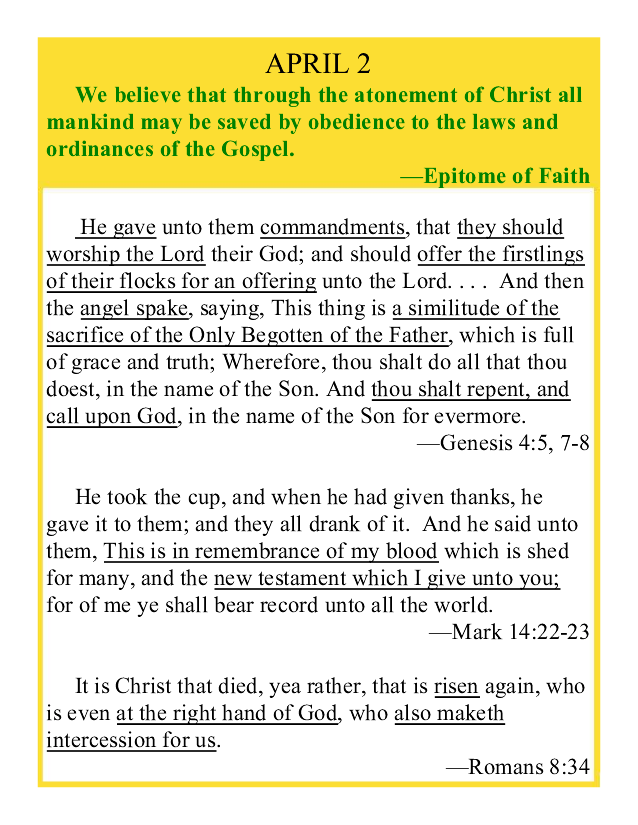 APRIL 2
We believe that through the atonement of Christ all
mankind may be saved by obedience to the laws and
ordinances of the Gospel.
—Epitome of Faith
He gave unto them commandments, that they should
worship the Lord their God; and should offer the firstlings
of their flocks for an offering unto the Lord. . . . And then
the angel spake, saying, This thing is a similitude of the
sacrifice of the Only Begotten of the Father, which is full
of grace and truth; Wherefore, thou shalt do all that thou
doest, in the name of the Son. And thou shalt repent, and
call upon God, in the name of the Son for evermore.
—Genesis 4:5, 7-8
He took the cup, and when he had given thanks, he
gave it to them; and they all drank of it. And he said unto
them, This is in remembrance of my blood which is shed
for many, and the new testament which I give unto you;
for of me ye shall bear record unto all the world.
—Mark 14:22-23
It is Christ that died, yea rather, that is risen again, who
is even at the right hand of God, who also maketh
intercession for us.
—Romans 8:34